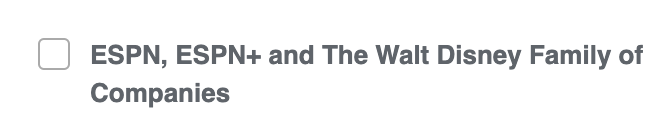 ESPN, ESPN+ and The Walt Disney Family of
Companies